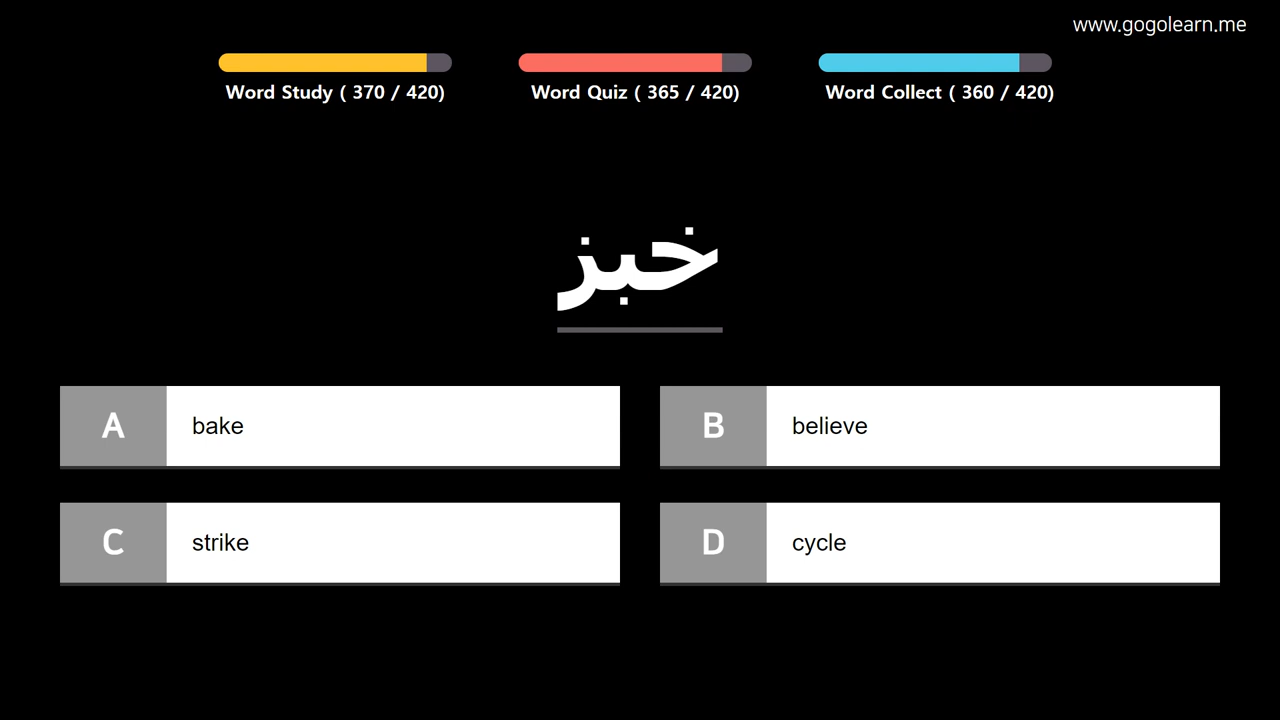 www.gogolearn.me
Word Study ( 370 / 420)
Word Quiz ( 365 / 420)
Word Collect ( 360 / 420)
خبز
A bake
B believe
C strike
D cycle